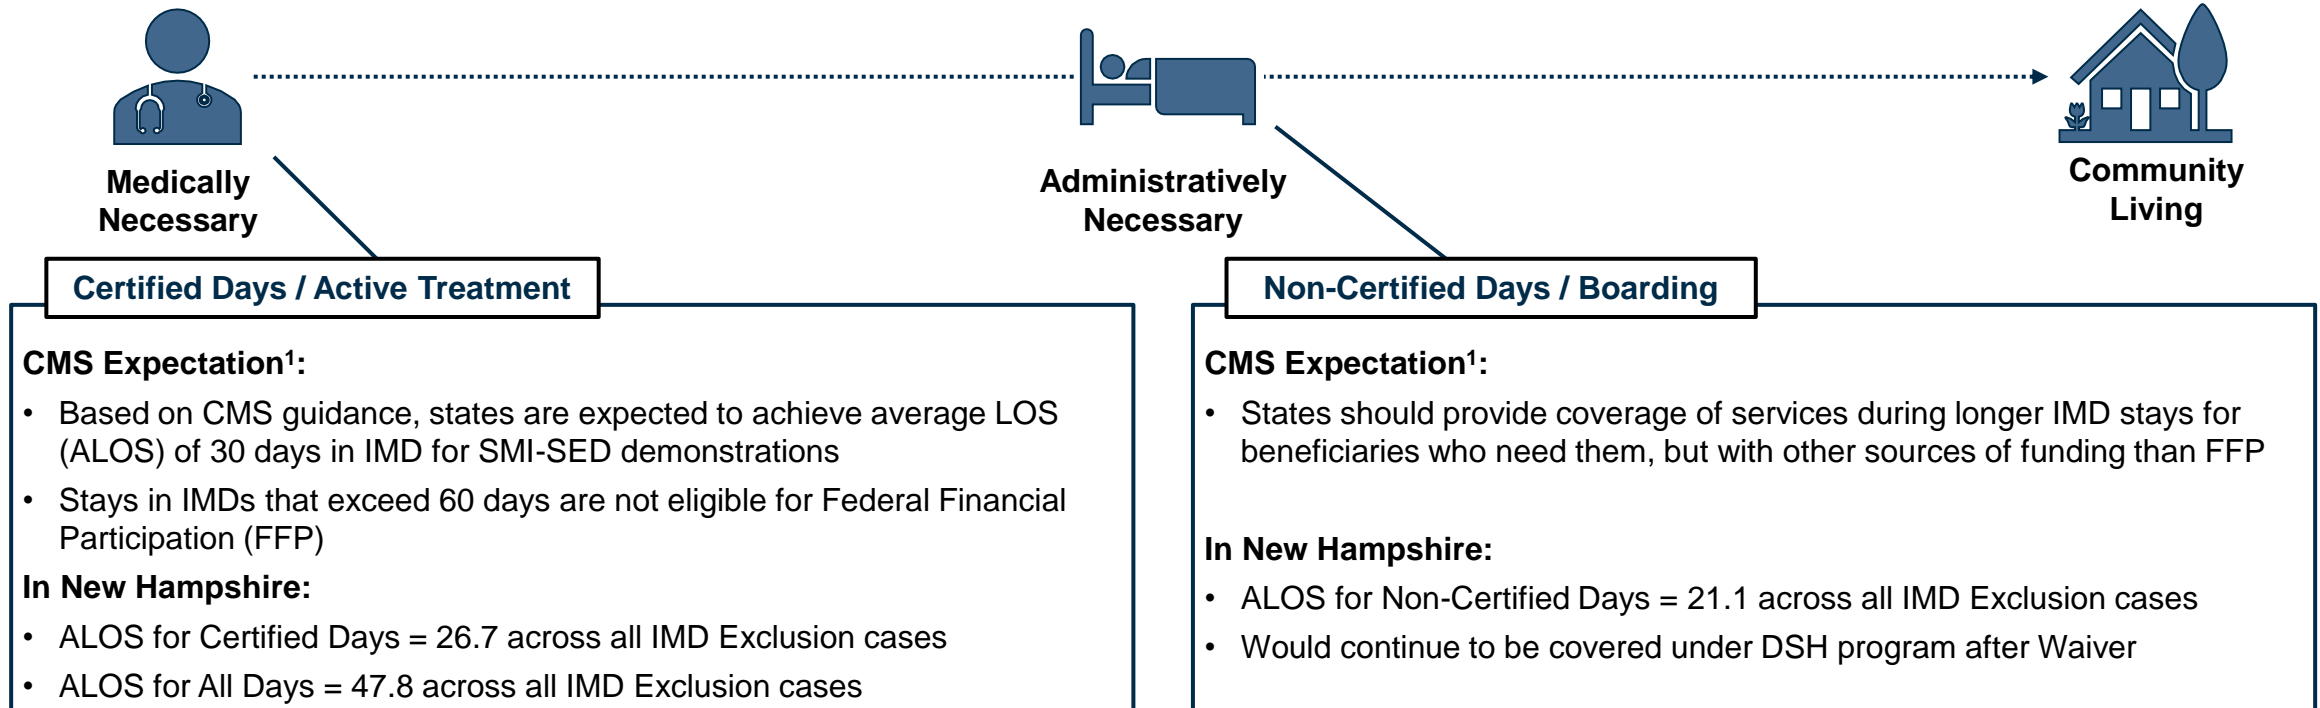 Medically
Necessary
Administratively
Necessary
Community
Living
Certified Days / Active Treatment
CMS Expectation¹:
• Based on CMS guidance, states are expected to achieve average LOS
(ALOS) of 30 days in IMD for SMI-SED demonstrations
• Stays in IMDs that exceed 60 days are not eligible for Federal Financial
Participation (FFP)
In New Hampshire:
• ALOS for Certified Days = 26.7 across all IMD Exclusion cases
• ALOS for All Days = 47.8 across all IMD Exclusion cases
Non-Certified Days / Boarding
CMS Expectation¹:
• States should provide coverage of services during longer IMD stays for
beneficiaries who need them, but with other sources of funding than FFP
In New Hampshire:
• ALOS for Non-Certified Days = 21.1 across all IMD Exclusion cases
• Would continue to be covered under DSH program after Waiver